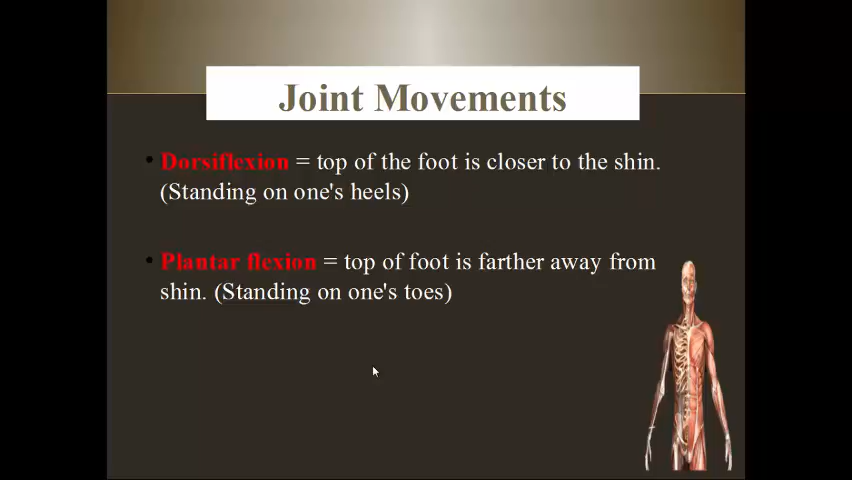 Joint Movements
• Dorsiflexion = top of the foot is closer to the shin.
(Standing on one's heels)
• Plantar flexion = top of foot is farther away from
shin. (Standing on one's toes)